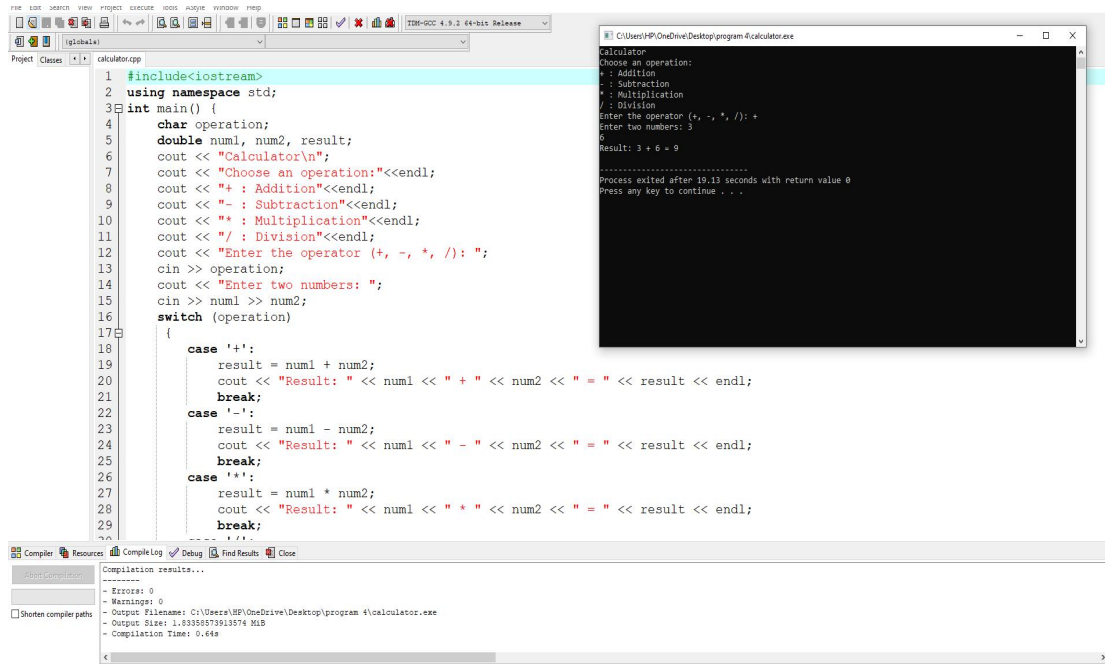 File Edit Search View Project Execute Tools AStyle Window Help
TDM-GCC 4.9.2 64-bit Release
(globals)
Project Classes calculator.cpp
1 #include<iostream>
2 using namespace std;
3 int main() {
4 char operation;
5 double num1, num2, result;
6 cout << "Calculator\n";
7 cout << "Choose an operation:"<<endl;
8 cout << "+ : Addition"<<endl;
9 cout << "- : Subtraction"<<endl;
10 cout << "* : Multiplication"<<endl;
11 cout << "/ : Division"<<endl;
12 cout << "Enter the operator (+, -, *, /): ";
13 cin >> operation;
14 cout << "Enter two numbers: ";
15 cin >> num1 >> num2;
16 switch (operation)
17 {
18 case '+':
19 result = num1 + num2;
20 cout << "Result: " << num1 << " + " << num2 << " = " << result << endl;
21 break;
22 case '-':
23 result = num1 - num2;
24 cout << "Result: " << num1 << " - " << num2 << " = " << result << endl;
25 break;
26 case '*':
27 result = num1 * num2;
28 cout << "Result: " << num1 << " * " << num2 << " = " << result << endl;
29 break;
C:\Users\HP\OneDrive\Desktop\program 4\calculator.exe
Calculator
Choose an operation:
+ : Addition
- : Subtraction
* : Multiplication
/ : Division
Enter the operator (+, -, *, /): +
Enter two numbers: 3
6
Result: 3 + 6 = 9
--------------------------------
Process exited after 19.13 seconds with return value 0
Press any key to continue . . .
Compiler Resources Compile Log Debug Find Results Close
Abort Compilation
Shorten compiler paths
Compilation results...
--------
- Errors: 0
- Warnings: 0
- Output Filename: C:\Users\HP\OneDrive\Desktop\program 4\calculator.exe
- Output Size: 1.83358573913574 MiB
- Compilation Time: 0.64s